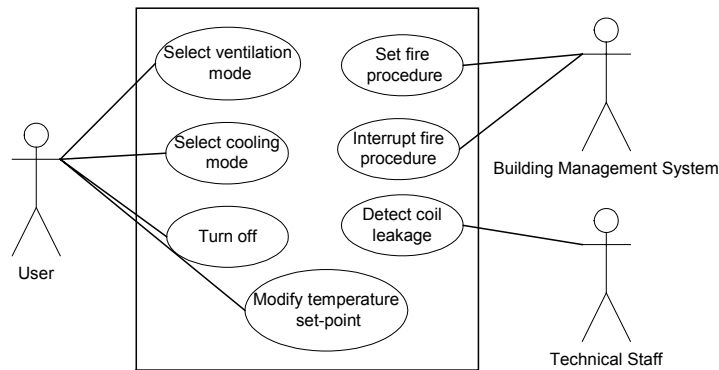 Select ventilation
mode
Set fire
procedure
Select cooling
mode
Interrupt fire
procedure
Building Management System
Turn off
Detect coil
leakage
User
Modify temperature
set-point
Technical Staff